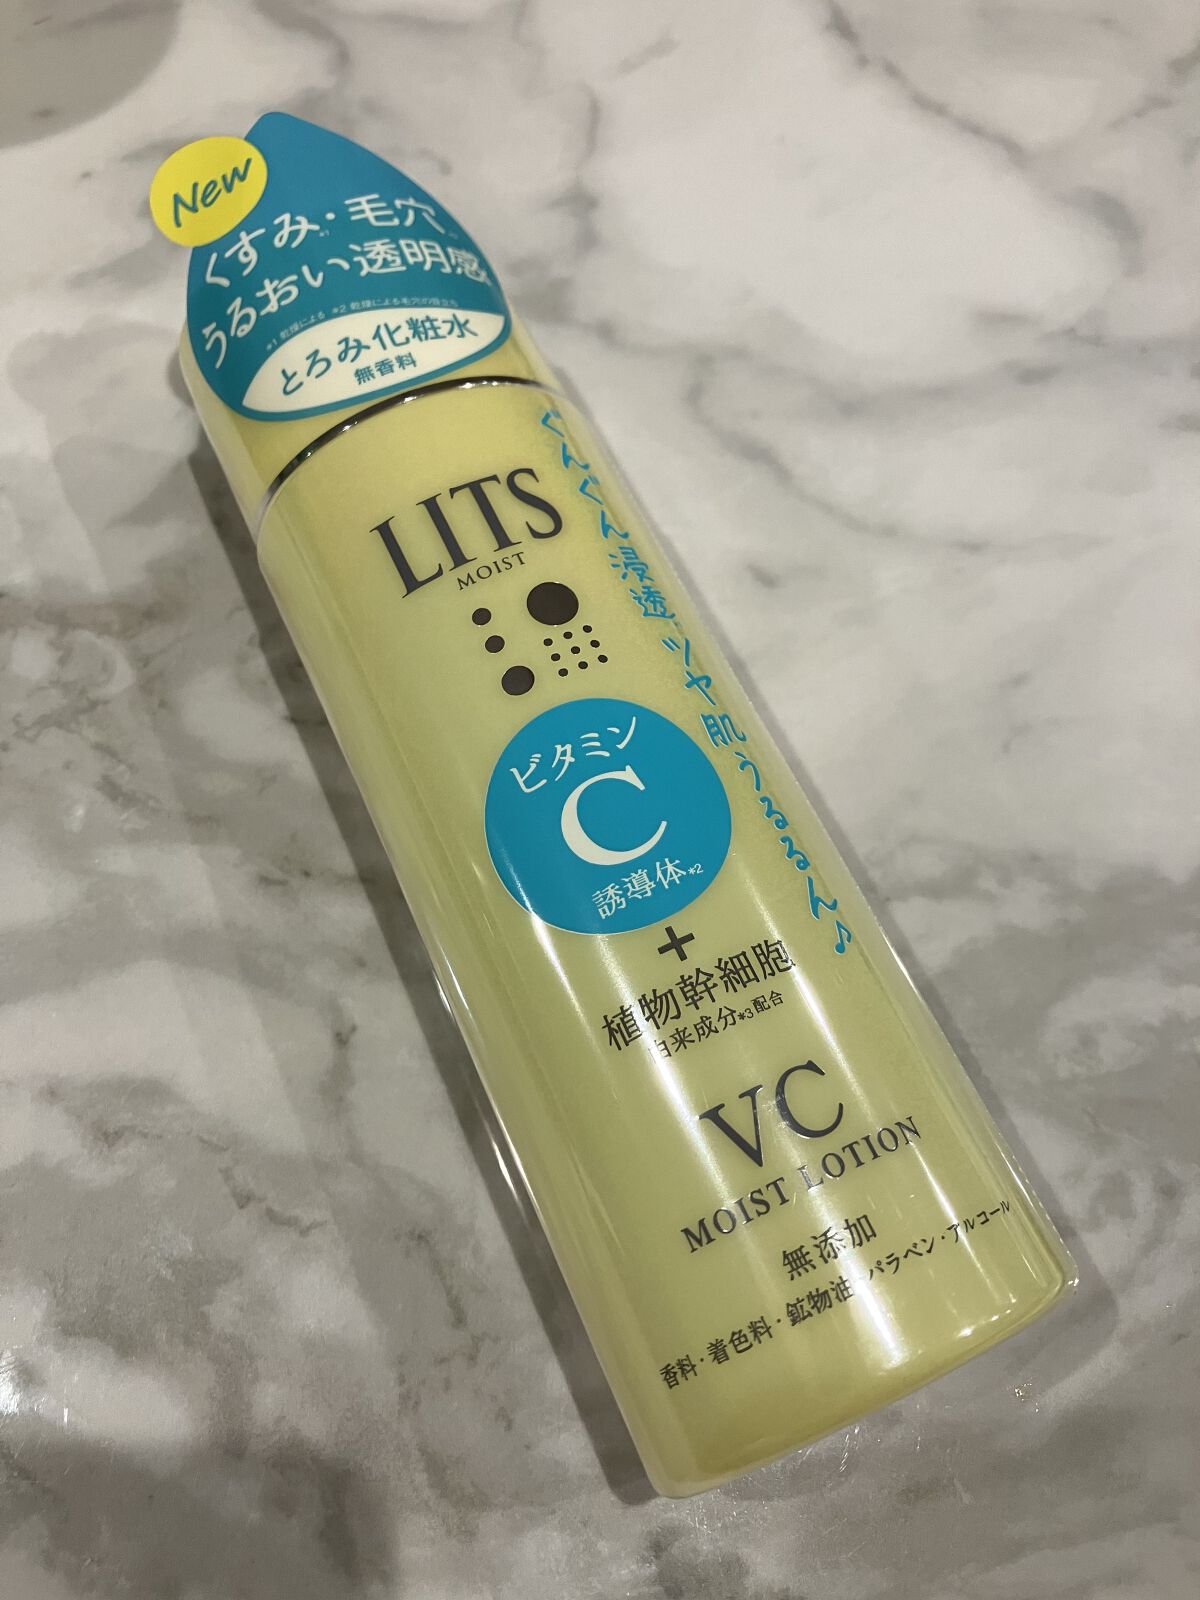 New
くすみ*1・毛穴*2
うるおい透明感
*1 乾燥による *2 乾燥による毛穴の目立ち
とろみ化粧水
無香料
LITS
MOIST
ぐんぐん浸透 ツヤ肌うるるん♪
ビタミン
C
誘導体*2
+
植物幹細胞
由来成分*3配合
VC
MOIST LOTION
無添加
香料・着色料・鉱物油・パラベン・アルコール